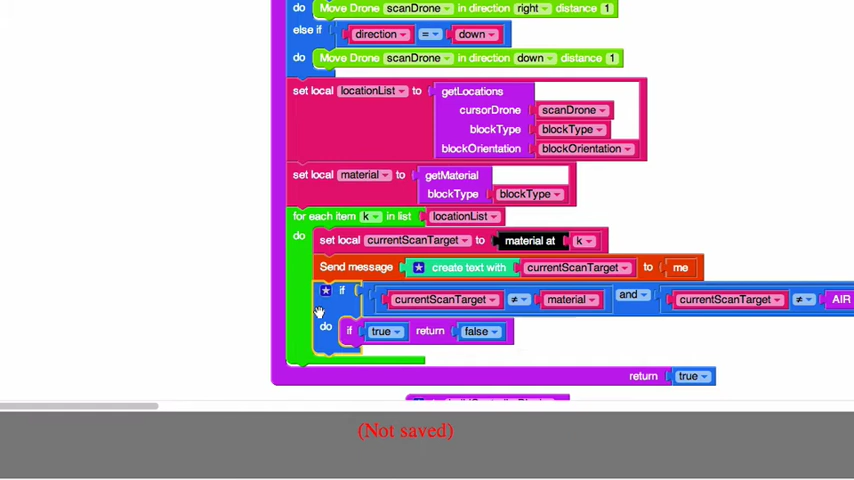 do Move Drone scanDrone in direction right distance 1
else if direction = down
do Move Drone scanDrone in direction down distance 1
set local locationList to getLocations
cursorDrone scanDrone
blockType blockType
blockOrientation blockOrientation
set local material to getMaterial
blockType blockType
for each item k in list locationList
do set local currentScanTarget to material at k
Send message create text with currentScanTarget to me
if currentScanTarget ≠ material and currentScanTarget ≠ AIR
do if true return false
return true
(Not saved)